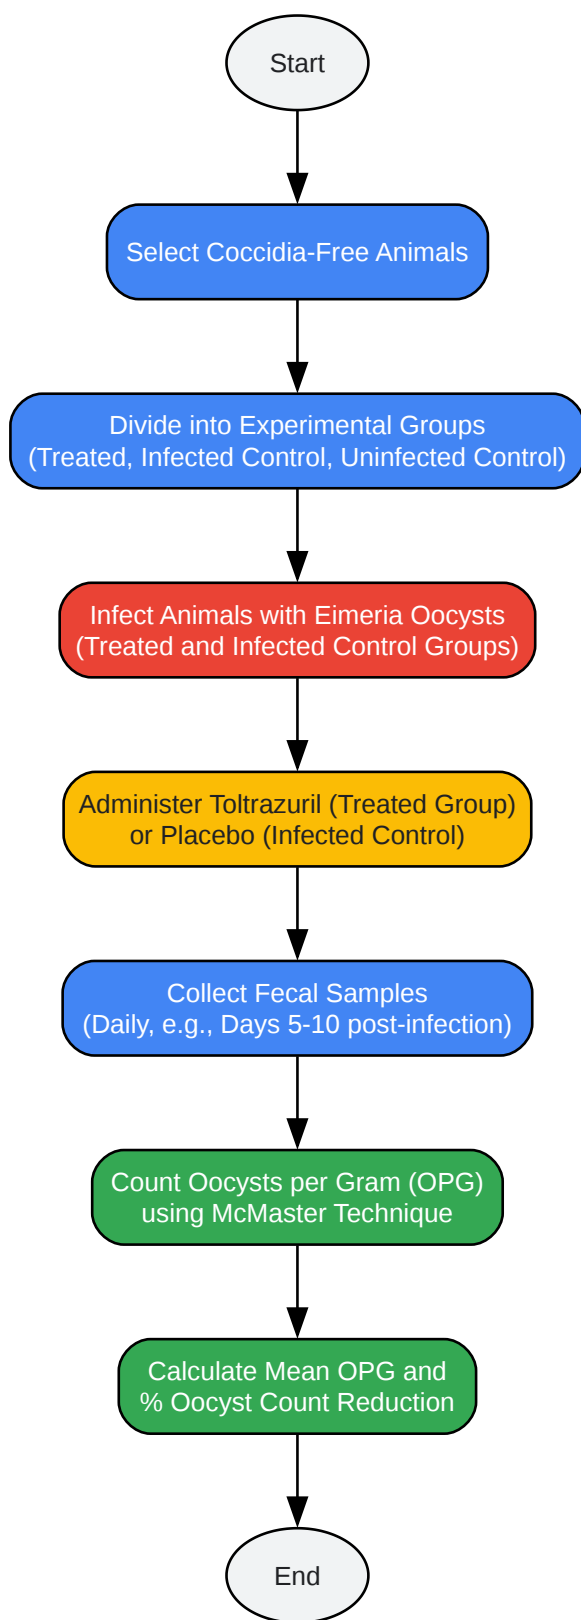 Start
Select Coccidia-Free Animals
Divide into Experimental Groups
(Treated, Infected Control, Uninfected Control)
Infect Animals with Eimeria Oocysts
(Treated and Infected Control Groups)
Administer Toltrazuril (Treated Group)
or Placebo (Infected Control)
Collect Fecal Samples
(Daily, e.g., Days 5-10 post-infection)
Count Oocysts per Gram (OPG)
using McMaster Technique
Calculate Mean OPG and
% Oocyst Count Reduction
End